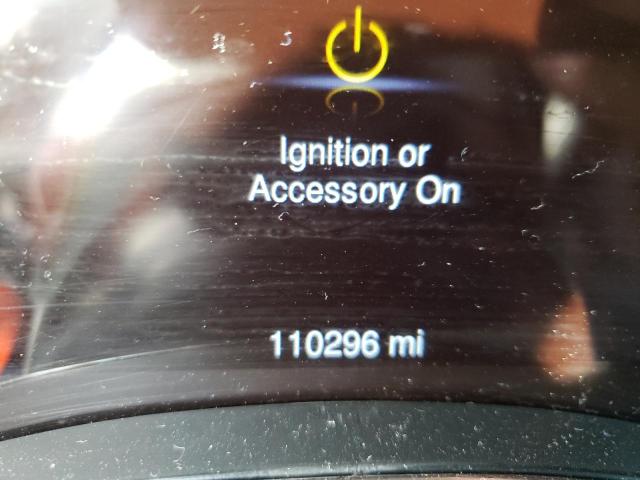 Ignition or
Accessory On
110296 mi